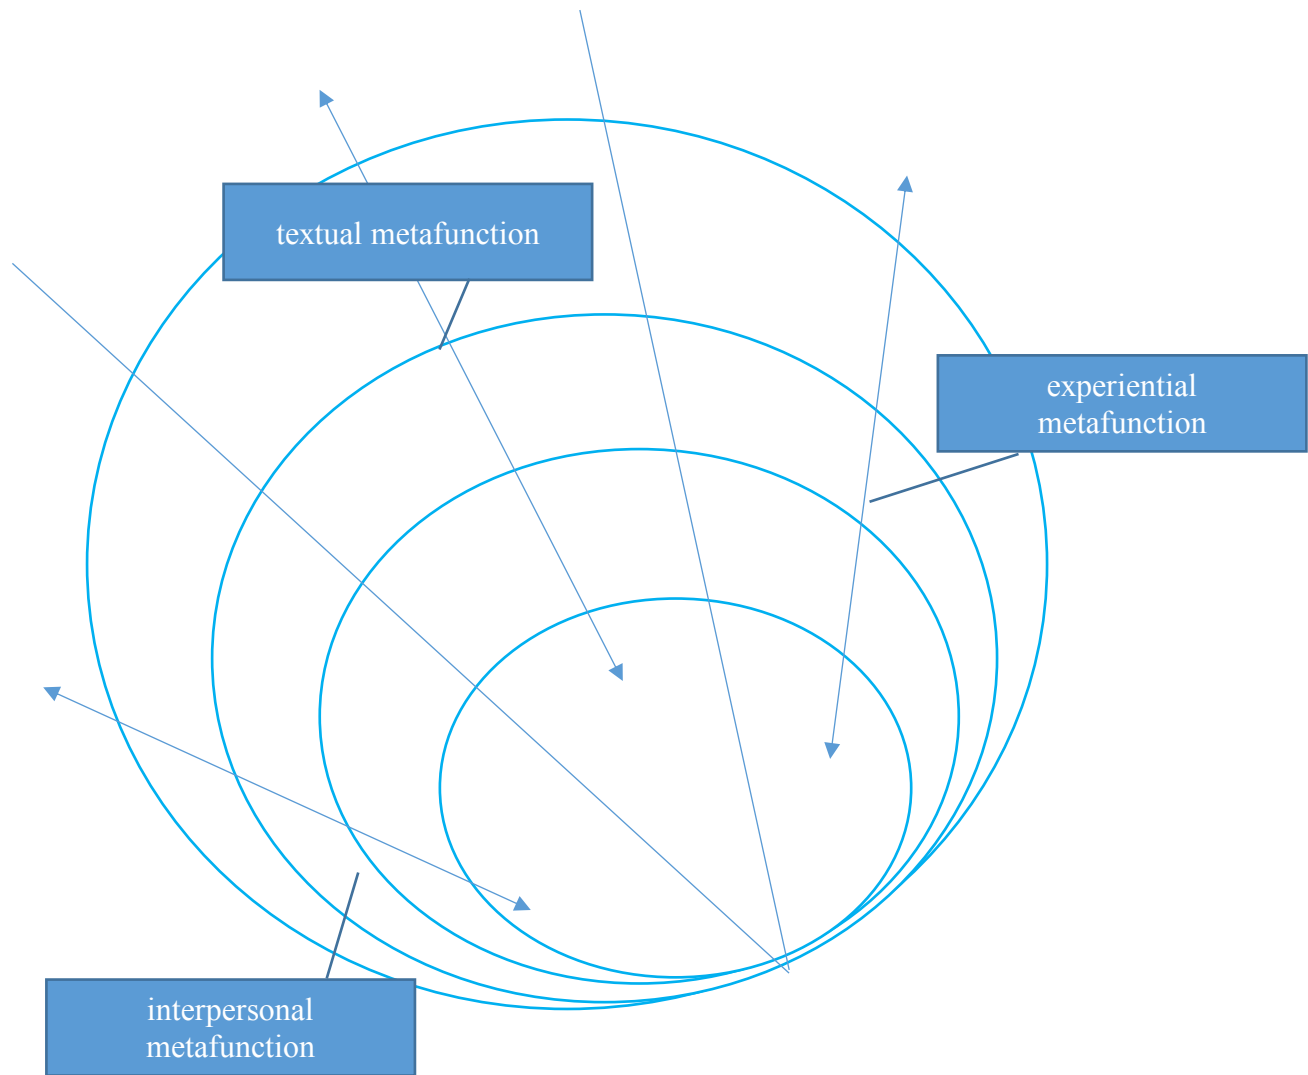 textual metafunction
experiential
metafunction
interpersonal
metafunction